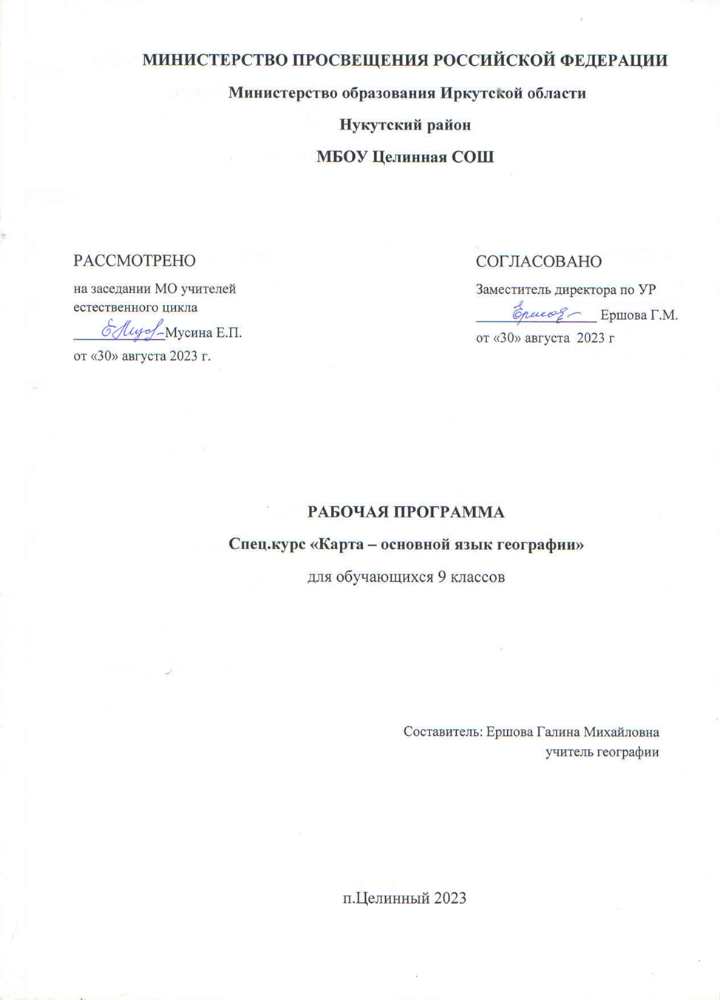 МИНИСТЕРСТВО ПРОСВЕЩЕНИЯ РОССИЙСКОЙ ФЕДЕРАЦИИ
Министерство образования Иркутской области
Нукутский район
МБОУ Целинная СОШ
РАССМОТРЕНО
на заседании МО учителей
естественного цикла
Мусина Е.П.
от «30» августа 2023 г.
СОГЛАСОВАНО
Заместитель директора по УР
Ершова Г.М.
от «30» августа 2023 г
РАБОЧАЯ ПРОГРАММА
Спец.курс «Карта – основной язык географии»
для обучающихся 9 классов
Составитель: Ершова Галина Михайловна
учитель географии
п.Целинный 2023